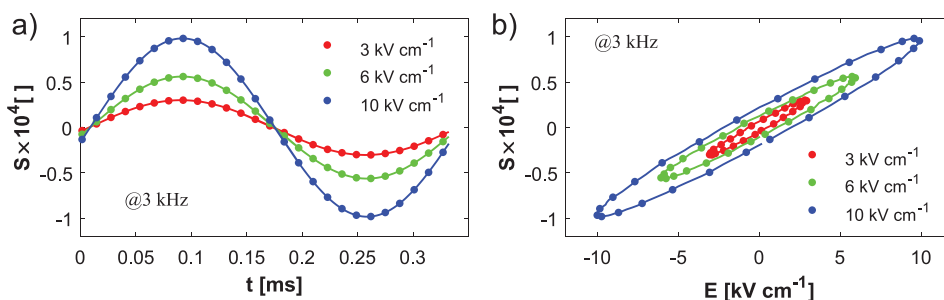 a)
S×10⁴[ ]
1
0.5
0
-0.5
-1
3 kV cm⁻¹
6 kV cm⁻¹
10 kV cm⁻¹
@3 kHz
0
0.05
0.1
0.15
0.2
0.25
0.3
t [ms]
b)
S×10⁴[ ]
1
0.5
0
-0.5
-1
@3 kHz
3 kV cm⁻¹
6 kV cm⁻¹
10 kV cm⁻¹
-10
-5
0
5
10
E [kV cm⁻¹]